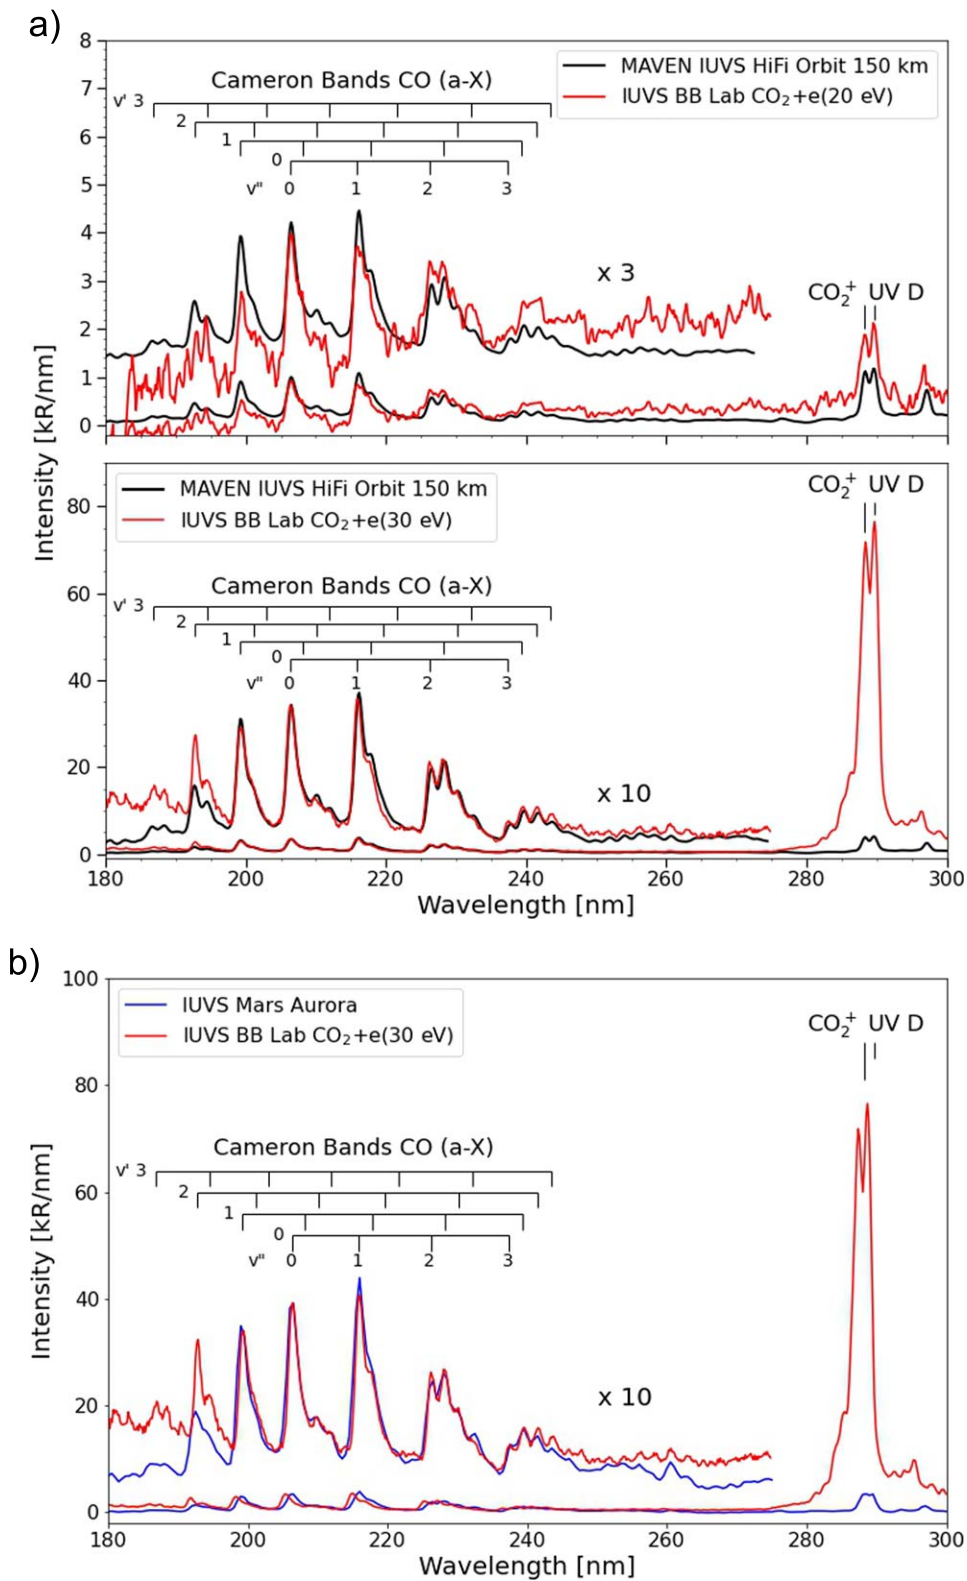 a)
8
7
6
5
4
3
2
1
0
MAVEN IUVS HiFi Orbit 150 km
IUVS BB Lab CO₂+e(20 eV)
Cameron Bands CO (a-X)
v' 3
2
1
0
v" 0 1 2 3
x 3
CO₂⁺ UV D
Intensity [kR/nm]
80
60
40
20
0
MAVEN IUVS HiFi Orbit 150 km
IUVS BB Lab CO₂+e(30 eV)
CO₂⁺ UV D
Cameron Bands CO (a-X)
v' 3
2
1
0
v" 0 1 2 3
x 10
180 200 220 240 260 280 300
Wavelength [nm]
b)
100
80
60
40
20
0
IUVS Mars Aurora
IUVS BB Lab CO₂+e(30 eV)
CO₂⁺ UV D
Cameron Bands CO (a-X)
v' 3
2
1
0
v" 0 1 2 3
x 10
Intensity [kR/nm]
180 200 220 240 260 280 300
Wavelength [nm]